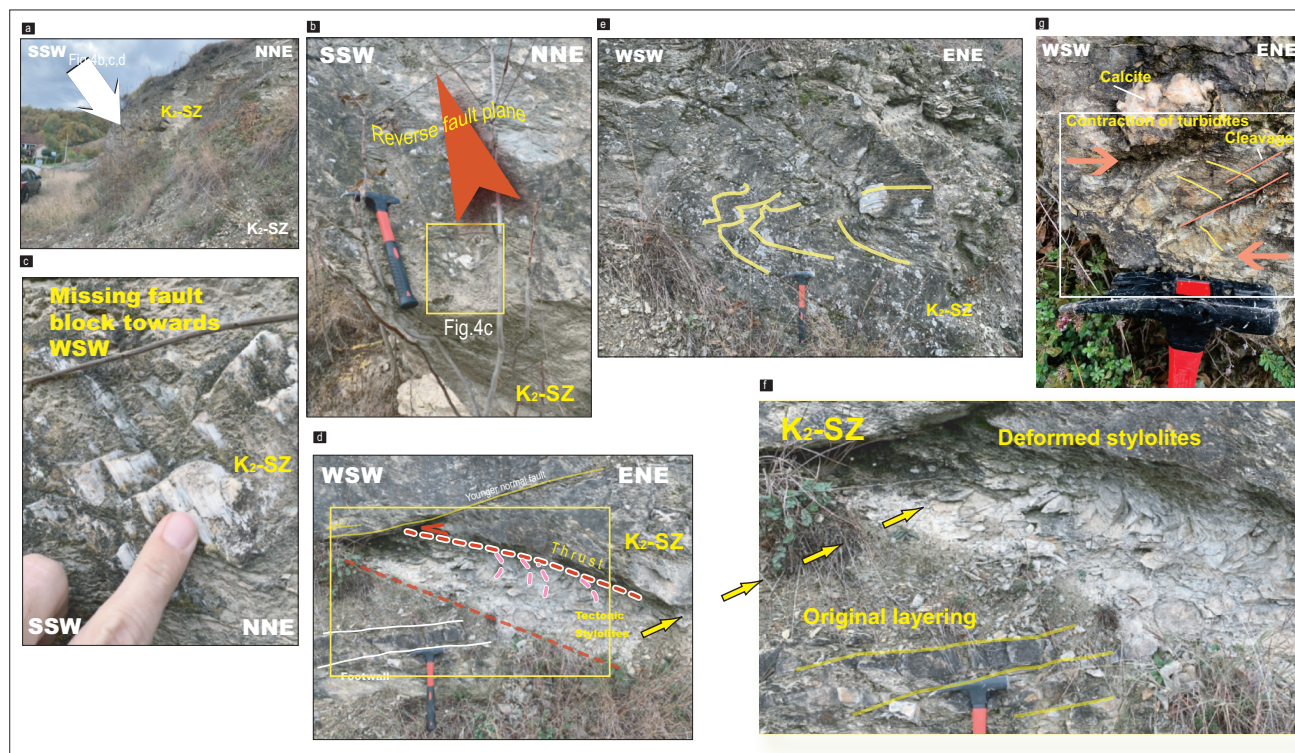 a
SSW
NNE
Fig.4b,c,d
K₂-SZ
K₂-SZ
b
SSW
NNE
Reverse fault plane
Fig.4c
K₂-SZ
c
Missing fault
block towards
WSW
K₂-SZ
SSW
NNE
d
WSW
ENE
Younger normal fault
K₂-SZ
Thrust
Tectonic
Stylolites
Footwall
e
WSW
ENE
K₂-SZ
f
K₂-SZ
Deformed stylolites
Original layering
g
WSW
ENE
Calcite
Contraction of turbidites
Cleavage